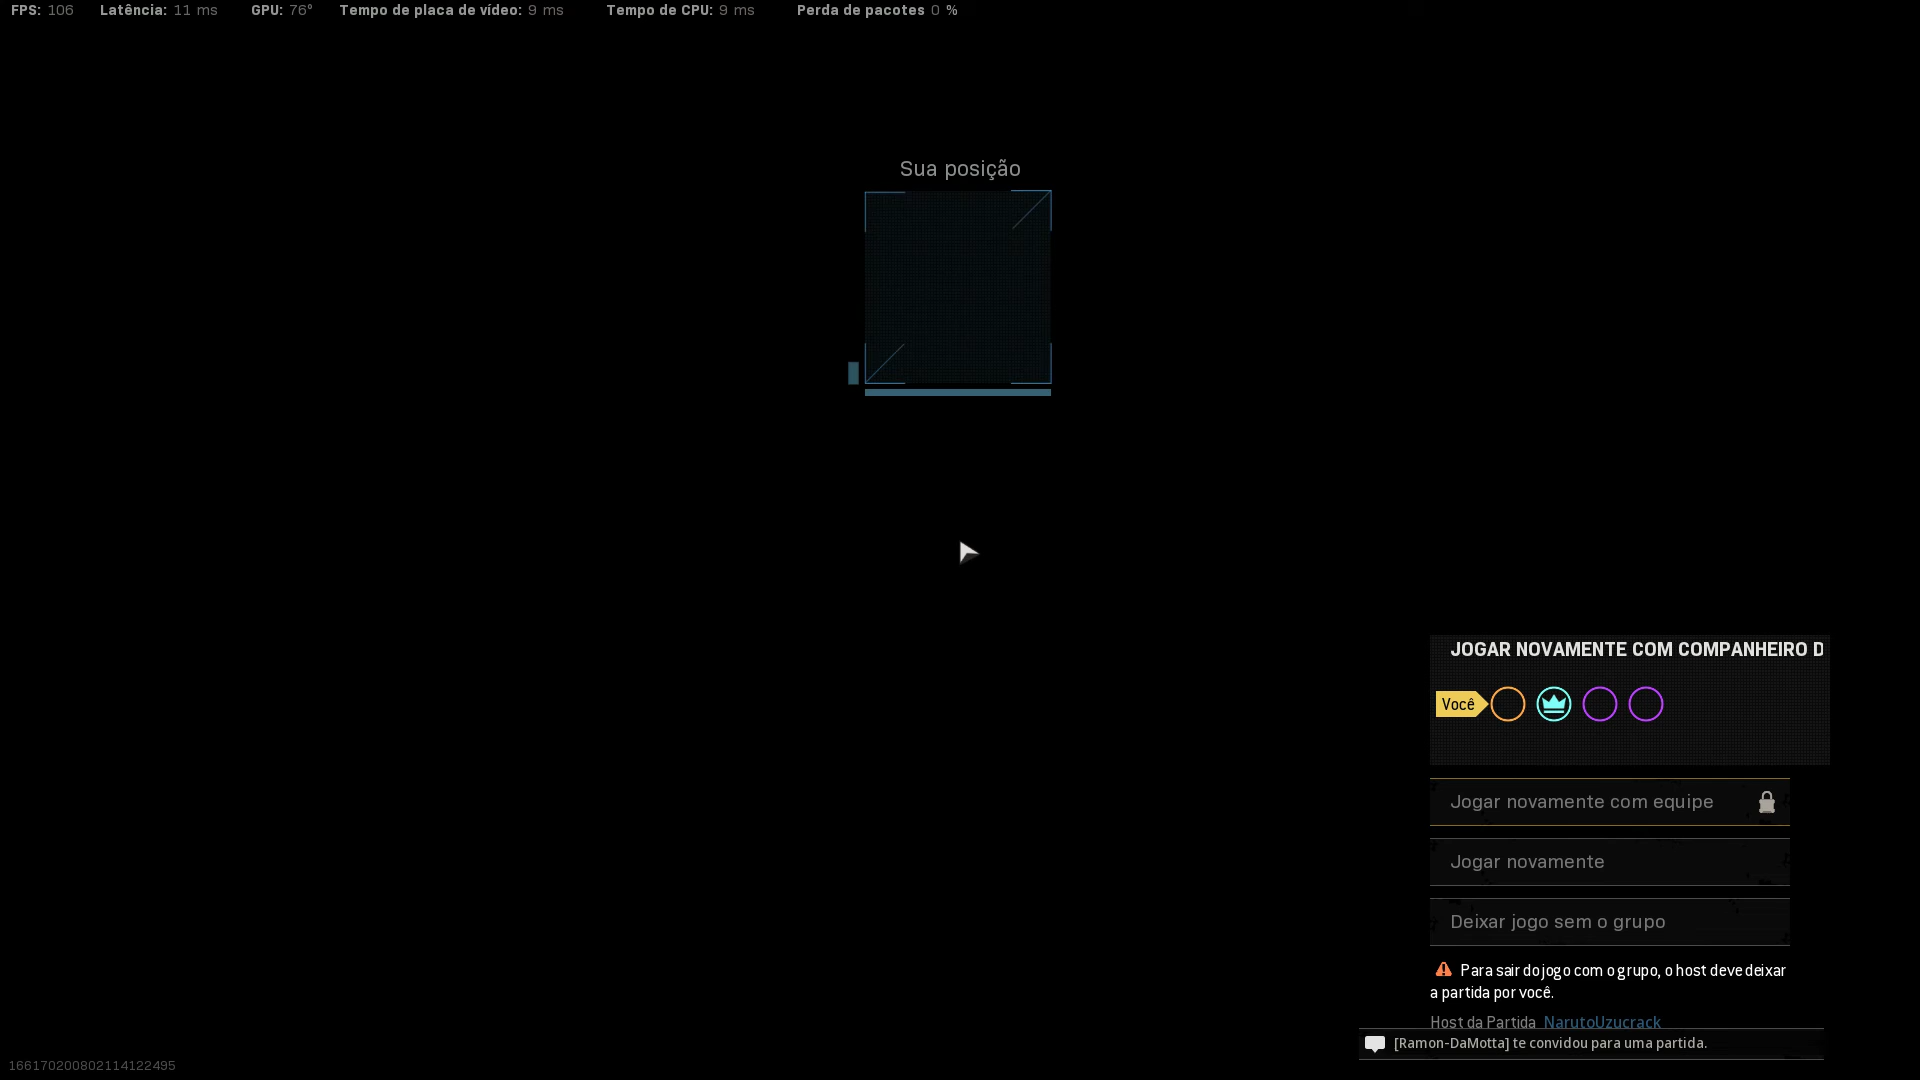 FPS: 106 Latência: 11 ms GPU: 76° Tempo de placa de vídeo: 9 ms Tempo de CPU: 9 ms Perda de pacotes 0 %
Sua posição
JOGAR NOVAMENTE COM COMPANHEIRO D
Você
Jogar novamente com equipe
Jogar novamente
Deixar jogo sem o grupo
Para sair do jogo com o grupo, o host deve deixar
a partida por você.
Host da Partida NarutoUzucrack
[Ramon-DaMotta] te convidou para uma partida.
166170200802114122495